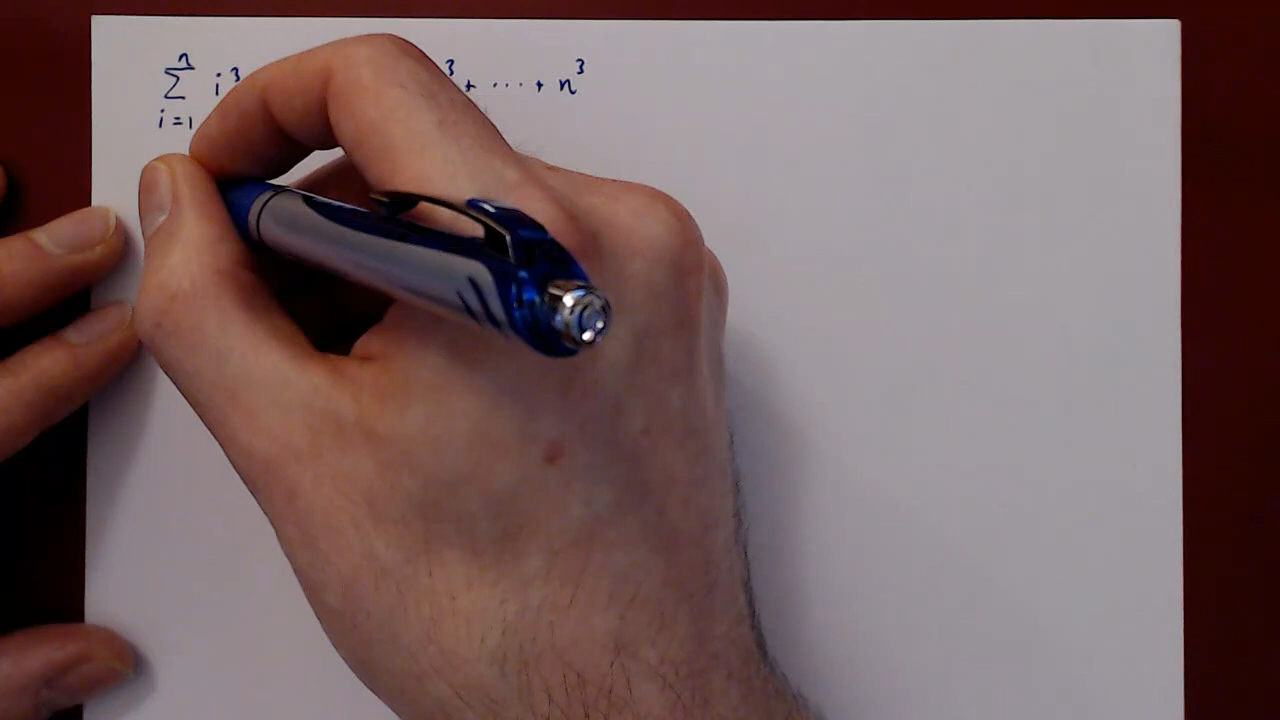 ∑_{i=1}^{n} i³ ³ + ··· + n³